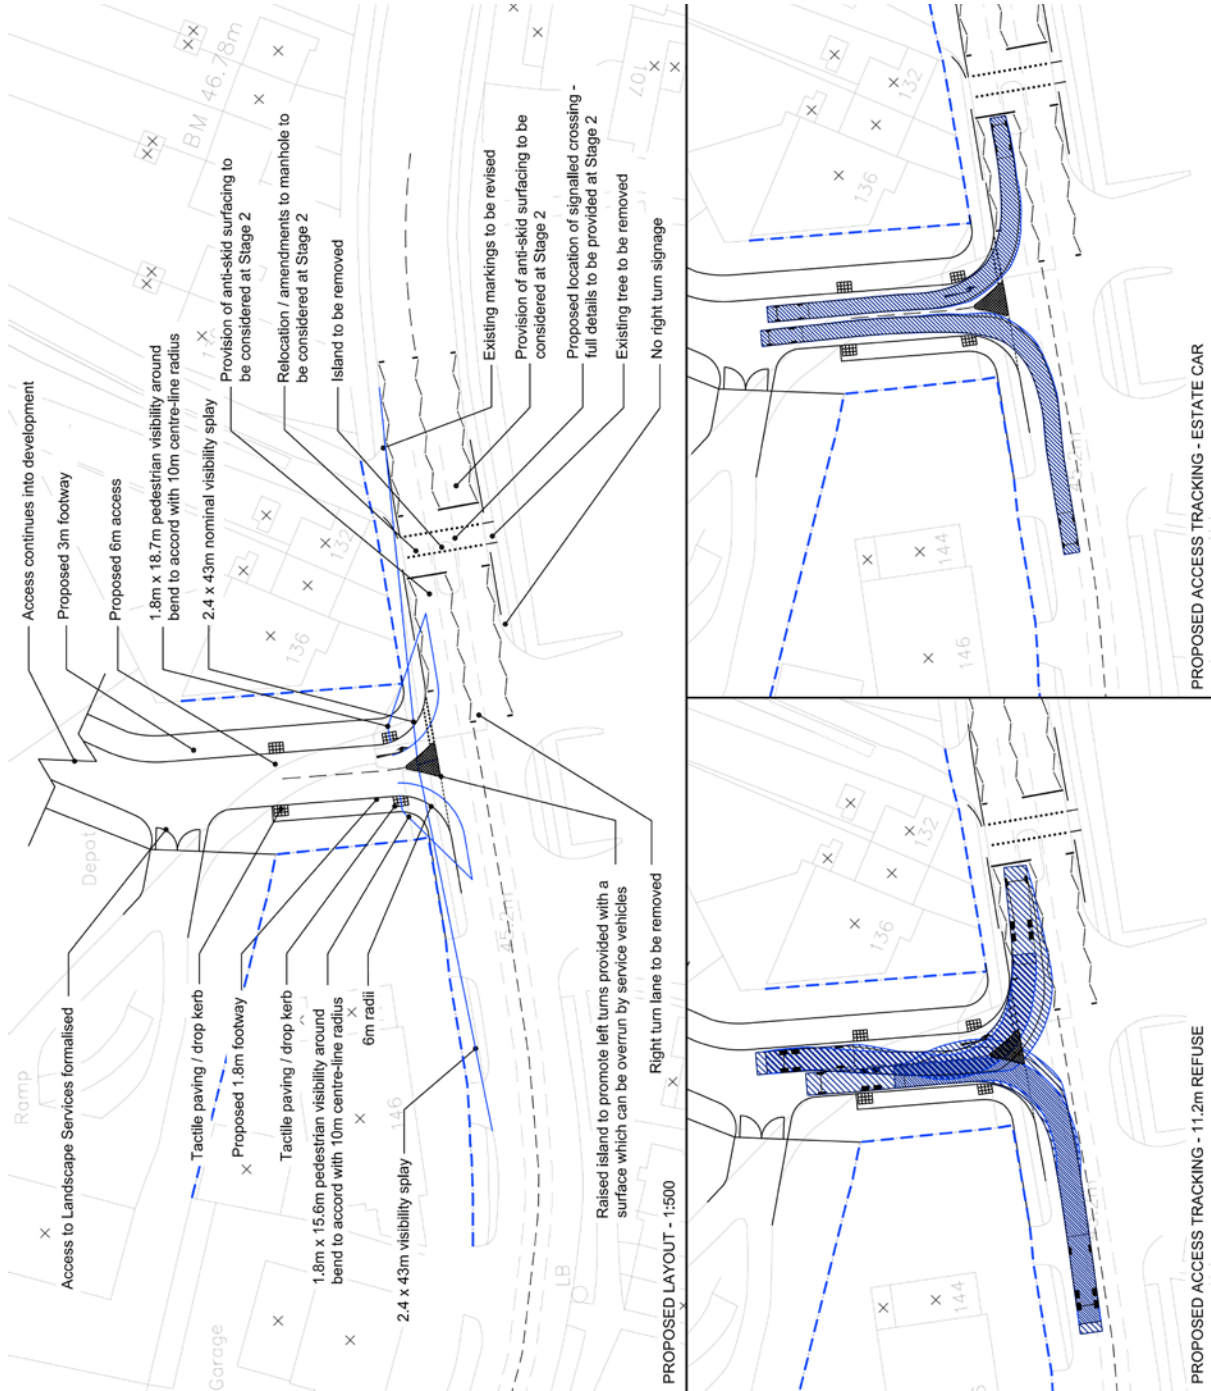 Access continues into development
Proposed 3m footway
Proposed 6m access
1.8m x 18.7m pedestrian visibility around
bend to accord with 10m centre-line radius
2.4 x 43m nominal visibility splay
Provision of anti-skid surfacing to
be considered at Stage 2
Relocation / amendments to manhole to
be considered at Stage 2
Island to be removed
Existing markings to be revised
Provision of anti-skid surfacing to be
considered at Stage 2
Proposed location of signalled crossing -
full details to be provided at Stage 2
Existing tree to be removed
No right turn signage
BM 46.78m
107
132
136
Depot
Ramp
Garage
146
LB
45.2m
Access to Landscape Services formalised
Tactile paving / drop kerb
Proposed 1.8m footway
Tactile paving / drop kerb
1.8m x 15.6m pedestrian visibility around
bend to accord with 10m centre-line radius
6m radii
2.4 x 43m visibility splay
Raised island to promote left turns provided with a
surface which can be overrun by service vehicles
Right turn lane to be removed
PROPOSED LAYOUT - 1:500
132
136
144
PROPOSED ACCESS TRACKING - 11.2m REFUSE
132
136
144
146
PROPOSED ACCESS TRACKING - ESTATE CAR